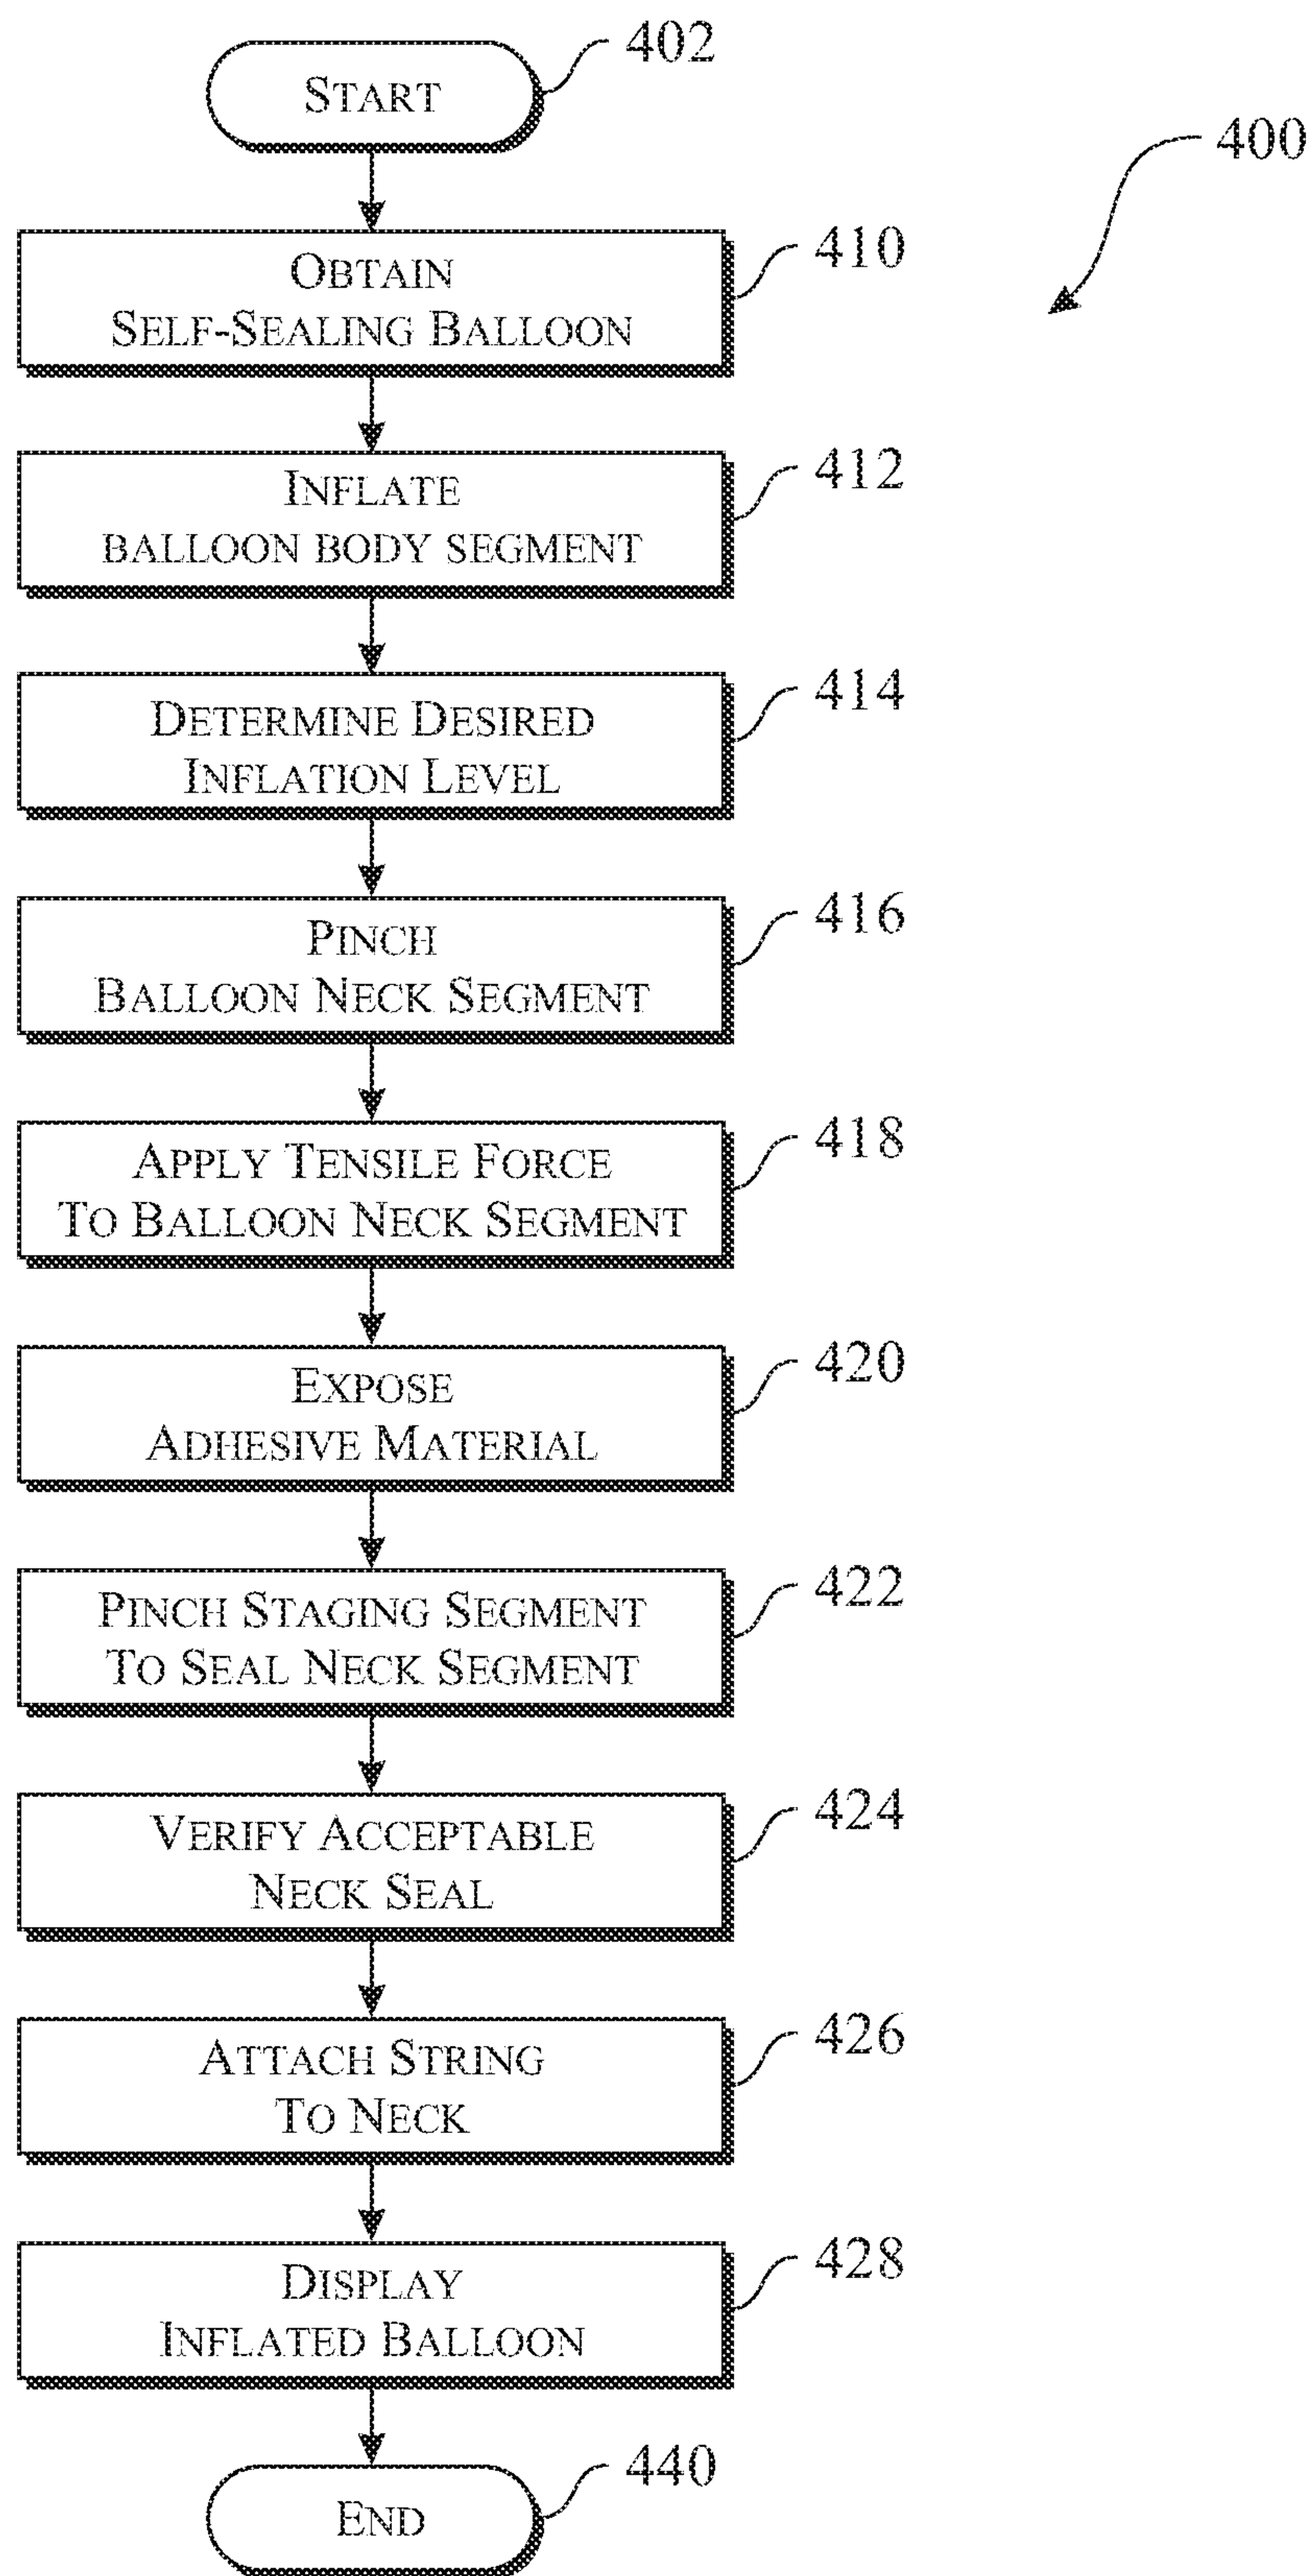 START
402
400
OBTAIN
SELF-SEALING BALLOON
410
INFLATE
BALLOON BODY SEGMENT
412
DETERMINE DESIRED
INFLATION LEVEL
414
PINCH
BALLOON NECK SEGMENT
416
APPLY TENSILE FORCE
TO BALLOON NECK SEGMENT
418
EXPOSE
ADHESIVE MATERIAL
420
PINCH STAGING SEGMENT
TO SEAL NECK SEGMENT
422
VERIFY ACCEPTABLE
NECK SEAL
424
ATTACH STRING
TO NECK
426
DISPLAY
INFLATED BALLOON
428
END
440